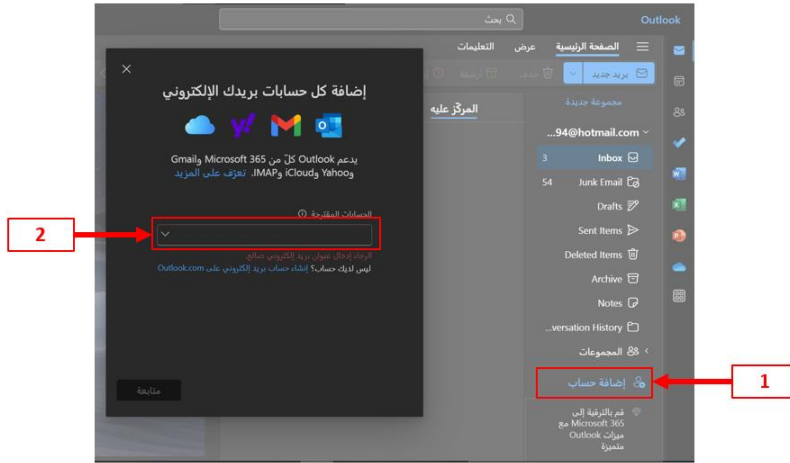 Outlook
بحث
الصفحة الرئيسية
عرض
التعليمات
بريد جديد
حذف
أرشفة
مجموعة جديدة
...94@hotmail.com
Inbox 3
Junk Email 54
Drafts
Sent Items
Deleted Items
Archive
Notes
...versation History
المجموعات
إضافة حساب
قم بالترقية إلى
Microsoft 365 مع
ميزات Outlook
متميزة
المركّز عليه
إضافة كل حسابات بريدك الإلكتروني
يدعم Outlook كلّ من Microsoft 365 وGmail
وYahoo وiCloud وIMAP. تعرّف على المزيد
الحسابات المقترحة
الرجاء إدخال عنوان بريد إلكتروني صالح.
ليس لديك حساب؟ إنشاء حساب بريد إلكتروني على Outlook.com
متابعة
1
2